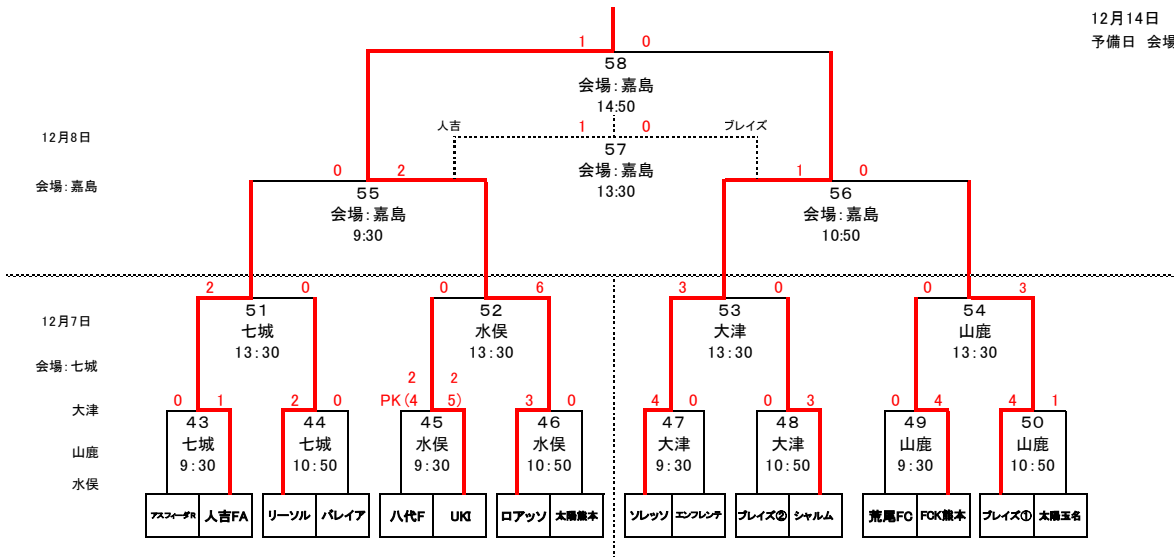 12月14日
予備日 会場
1 0
58
会場：嘉島
14:50
人吉 1 0 ブレイズ
12月8日
57
会場：嘉島
13:30
0 2
1 0
会場：嘉島
55
会場：嘉島
9:30
56
会場：嘉島
10:50
2 0
0 6
3 0
0 3
12月7日
51
七城
13:30
52
水俣
13:30
53
大津
13:30
54
山鹿
13:30
会場：七城
2 2
0 1
2 0
PK(4 5)
3 0
4 0
0 3
0 4
4 1
大津
43
七城
9:30
44
七城
10:50
45
水俣
9:30
46
水俣
10:50
47
大津
9:30
48
大津
10:50
49
山鹿
9:30
50
山鹿
10:50
山鹿
水俣
アスフィーダR 人吉FA リーソル バレイア 八代F UKI ロアッソ 太陽熊本 ソレッソ エンフレンテ ブレイズ② シャルム 荒尾FC FCK熊本 ブレイズ① 太陽玉名